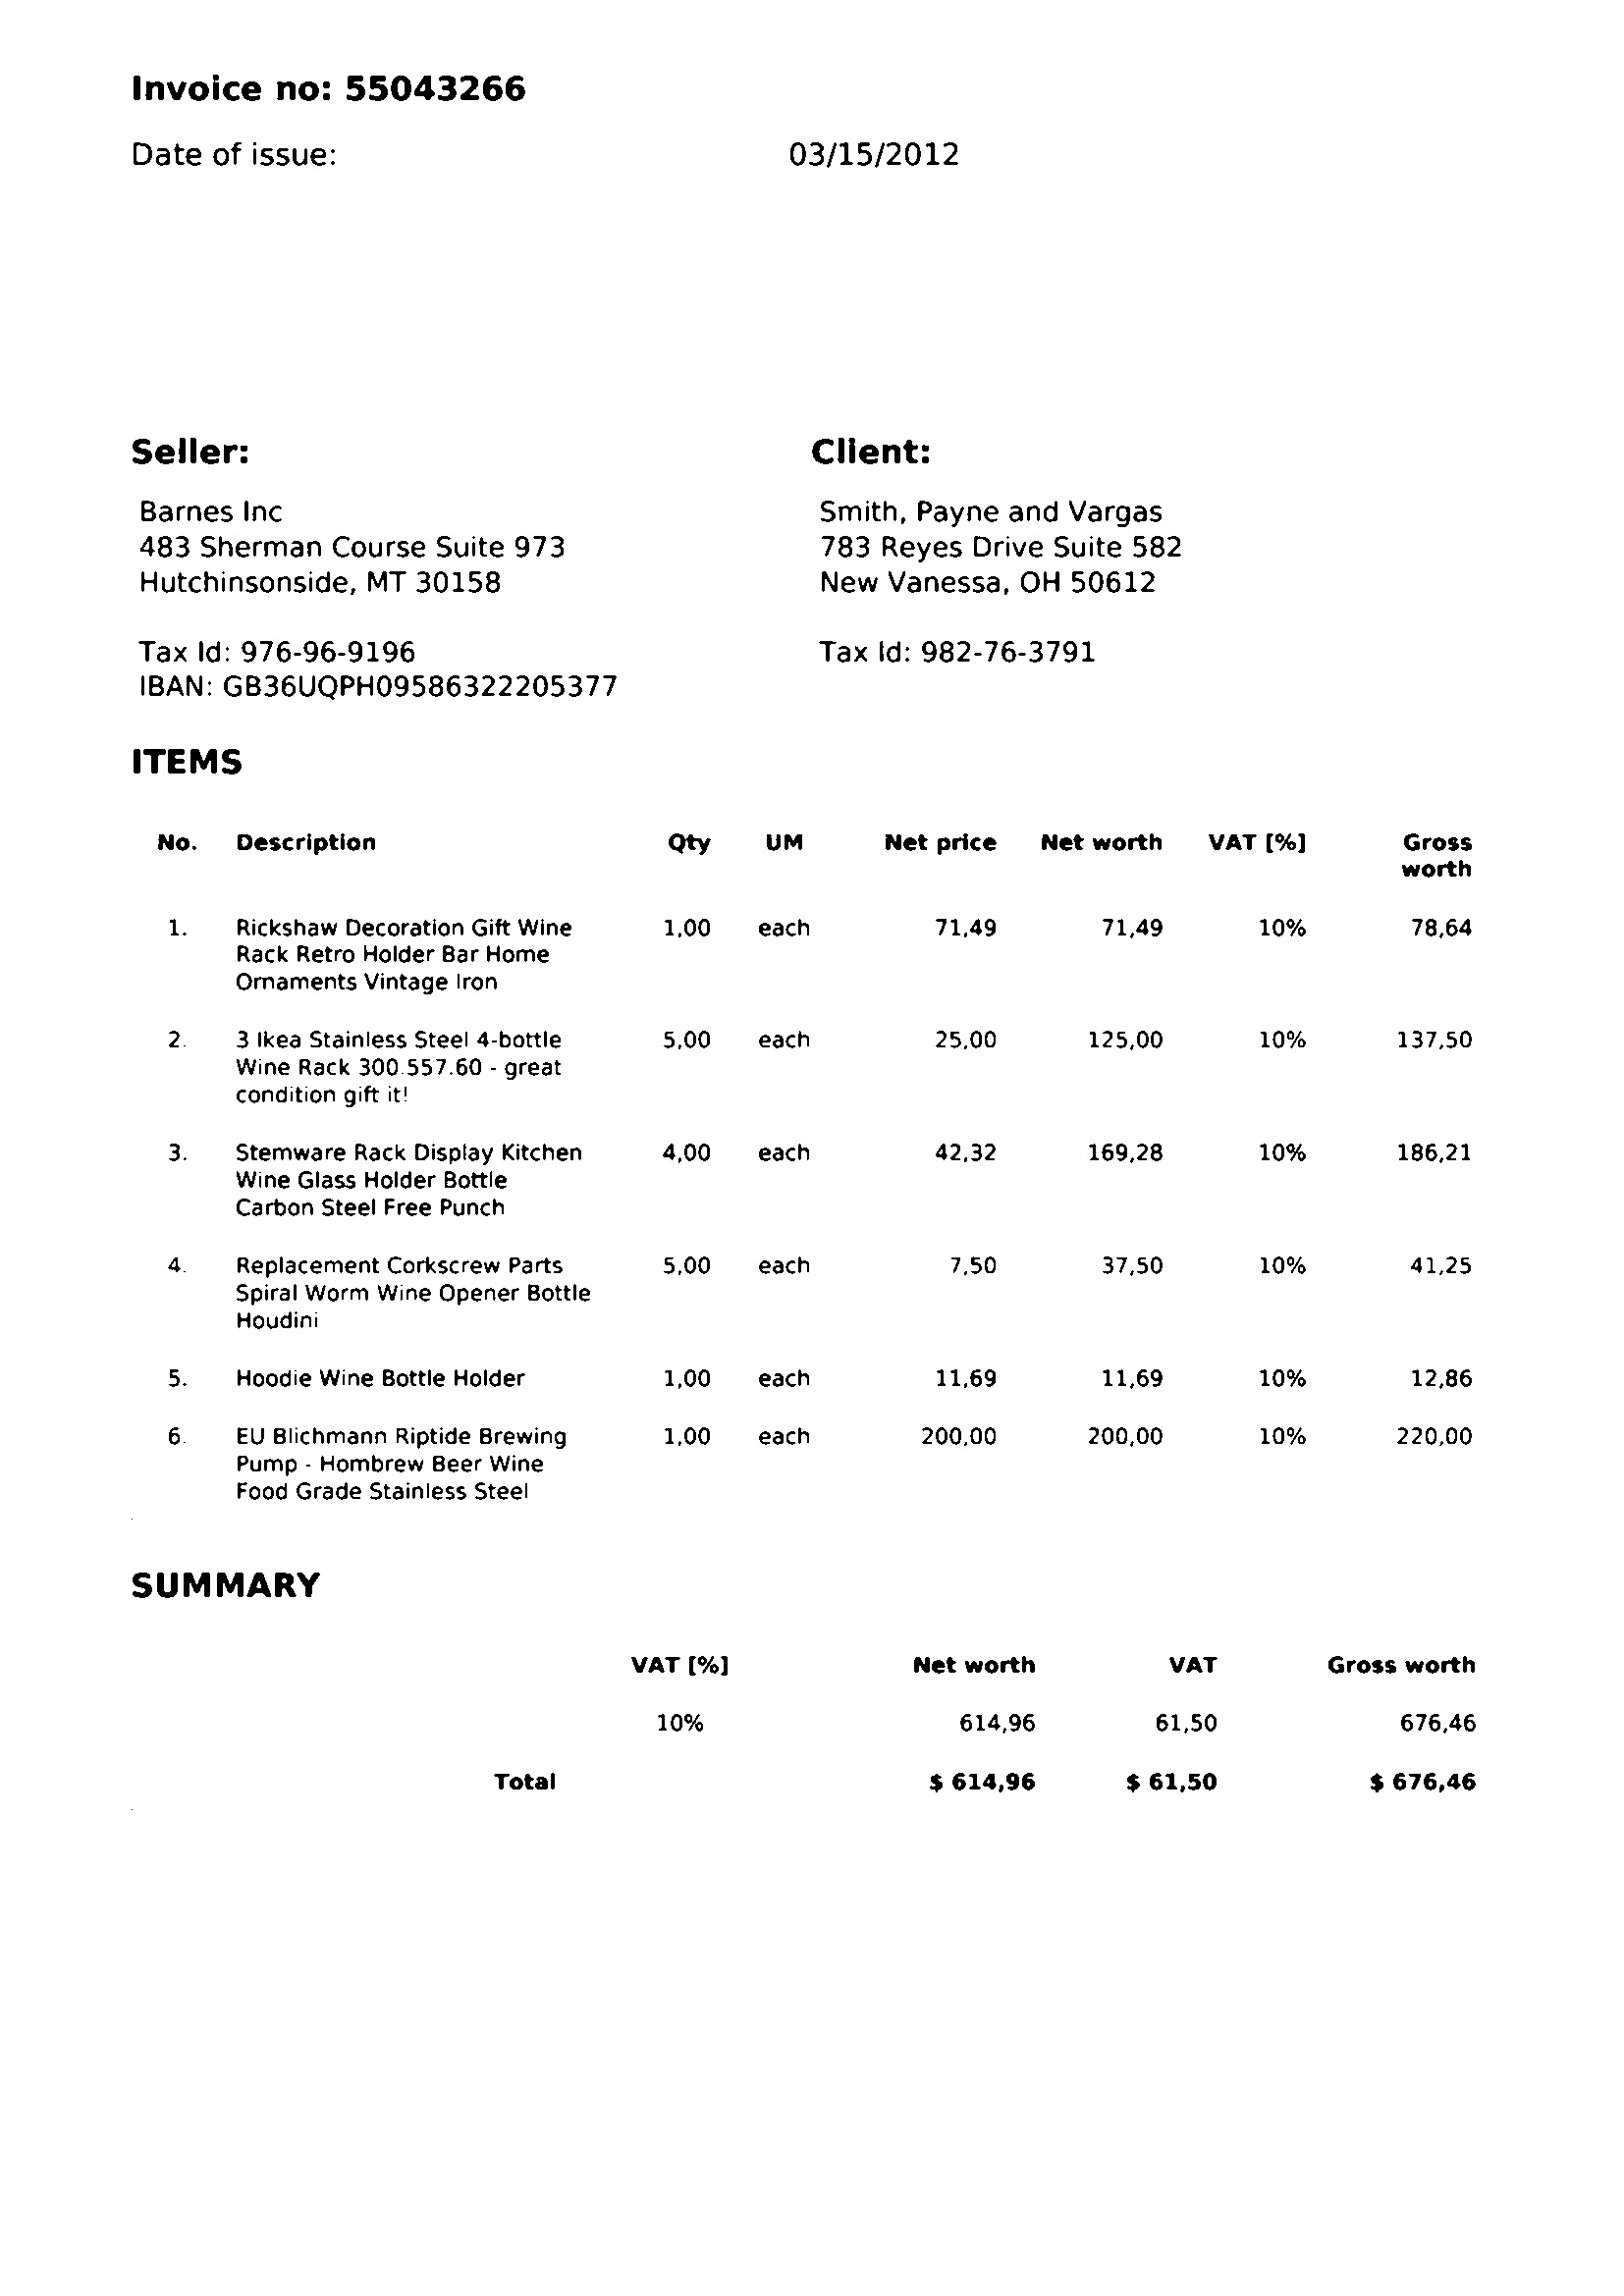 Invoice no: 55043266
Date of issue: 03/15/2012
Seller:
Barnes Inc
483 Sherman Course Suite 973
Hutchinsonside, MT 30158
Tax Id: 976-96-9196
IBAN: GB36UQPH09586322205377
Client:
Smith, Payne and Vargas
783 Reyes Drive Suite 582
New Vanessa, OH 50612
Tax Id: 982-76-3791
ITEMS
No. Description Qty UM Net price Net worth VAT [%] Gross
worth
1. Rickshaw Decoration Gift Wine 1,00 each 71,49 71,49 10% 78,64
Rack Retro Holder Bar Home
Ornaments Vintage Iron
2. 3 Ikea Stainless Steel 4-bottle 5,00 each 25,00 125,00 10% 137,50
Wine Rack 300.557.60 - great
condition gift it!
3. Stemware Rack Display Kitchen 4,00 each 42,32 169,28 10% 186,21
Wine Glass Holder Bottle
Carbon Steel Free Punch
4. Replacement Corkscrew Parts 5,00 each 7,50 37,50 10% 41,25
Spiral Worm Wine Opener Bottle
Houdini
5. Hoodie Wine Bottle Holder 1,00 each 11,69 11,69 10% 12,86
6. EU Blichmann Riptide Brewing 1,00 each 200,00 200,00 10% 220,00
Pump - Hombrew Beer Wine
Food Grade Stainless Steel
SUMMARY
VAT [%] Net worth VAT Gross worth
10% 614,96 61,50 676,46
Total $ 614,96 $ 61,50 $ 676,46